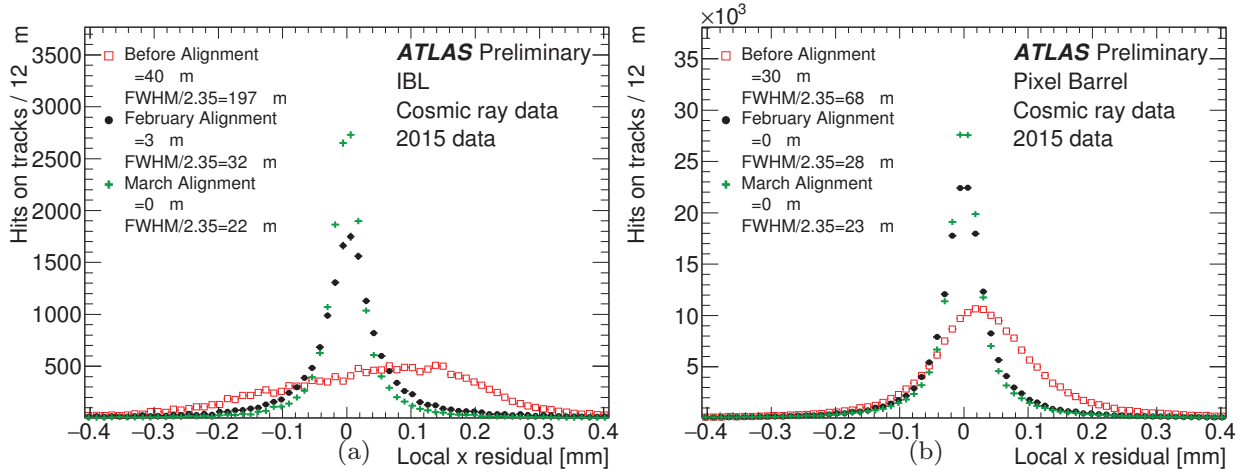 Hits on tracks / 12 m
3500
3000
2500
2000
1500
1000
500
Before Alignment
=40 m
FWHM/2.35=197 m
February Alignment
=3 m
FWHM/2.35=32 m
March Alignment
=0 m
FWHM/2.35=22 m
ATLAS Preliminary
IBL
Cosmic ray data
2015 data
−0.4 −0.3 −0.2 −0.1 0 0.1 0.2 0.3 0.4
Local x residual [mm]
(a)
×10³
Hits on tracks / 12 m
35
30
25
20
15
10
5
Before Alignment
=30 m
FWHM/2.35=68 m
February Alignment
=0 m
FWHM/2.35=28 m
March Alignment
=0 m
FWHM/2.35=23 m
ATLAS Preliminary
Pixel Barrel
Cosmic ray data
2015 data
−0.4 −0.3 −0.2 −0.1 0 0.1 0.2 0.3 0.4
Local x residual [mm]
(b)